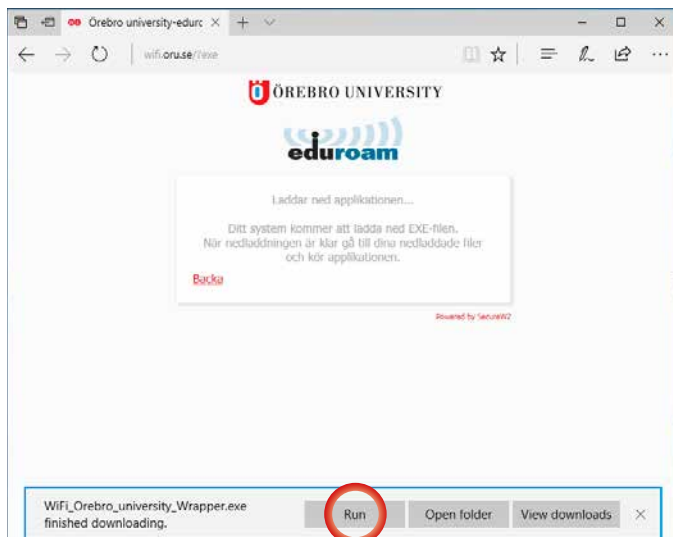 Örebro university-edurc
wifi.oru.se/?exe
ÖREBRO UNIVERSITY
eduroam
Laddar ned applikationen...
Ditt system kommer att ladda ned EXE-filen.
När nedladdningen är klar gå till dina nedladdade filer
och kör applikationen.
Backa
Powered by SecureW2
WiFi_Orebro_university_Wrapper.exe
finished downloading.
Run
Open folder
View downloads